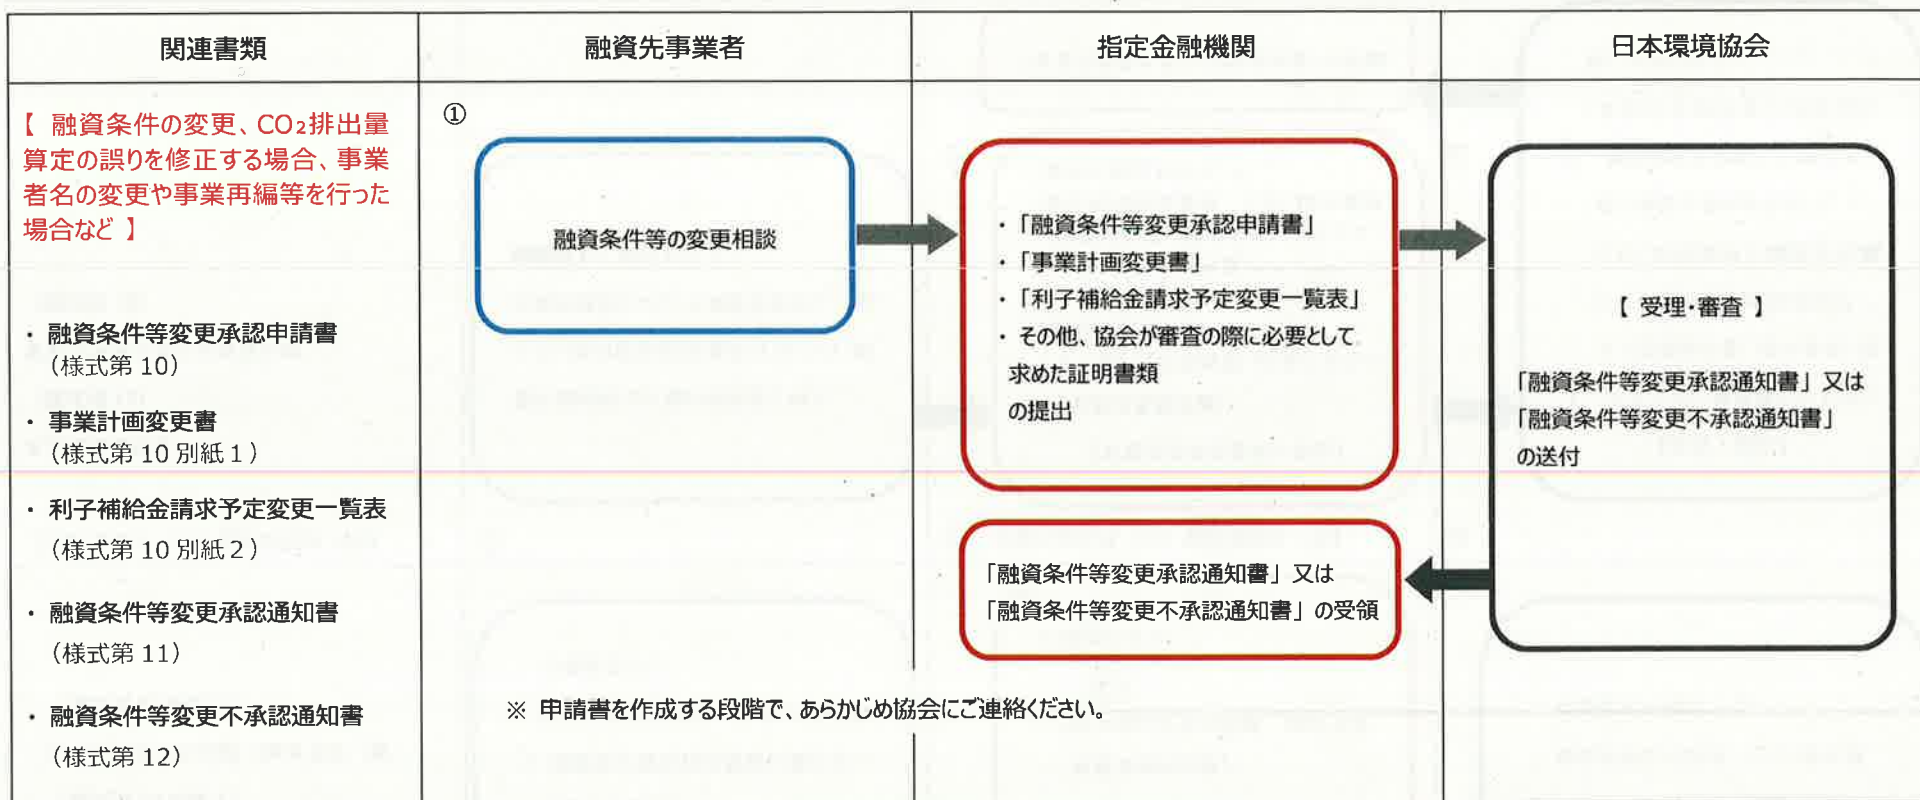 関連書類
融資先事業者
指定金融機関
日本環境協会
【 融資条件の変更、CO₂排出量
算定の誤りを修正する場合、事業
者名の変更や事業再編等を行った
場合など 】
・ 融資条件等変更承認申請書
（様式第 10）
・ 事業計画変更書
（様式第 10 別紙１）
・ 利子補給金請求予定変更一覧表
（様式第 10 別紙２）
・ 融資条件等変更承認通知書
（様式第 11）
・ 融資条件等変更不承認通知書
（様式第 12）
①
融資条件等の変更相談
・「融資条件等変更承認申請書」
・「事業計画変更書」
・「利子補給金請求予定変更一覧表」
・ その他、協会が審査の際に必要として
求めた証明書類
の提出
【 受理・審査 】
「融資条件等変更承認通知書」又は
「融資条件等変更不承認通知書」
の送付
「融資条件等変更承認通知書」又は
「融資条件等変更不承認通知書」の受領
※ 申請書を作成する段階で、あらかじめ協会にご連絡ください。